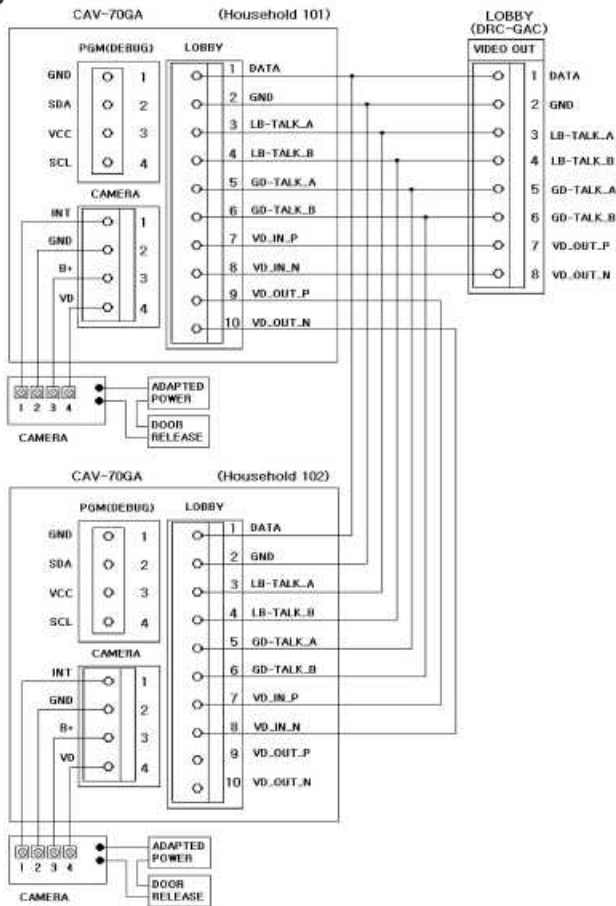 CAV-70GA (Household 101)
LOBBY
(DRC-GAC)
PGM(DEBUG) LOBBY
VIDEO OUT
GND 1
SDA 2
VCC 3
SCL 4
CAMERA
INT 1
GND 2
B+ 3
VD 4
1 DATA
2 GND
3 LB-TALK_A
4 LB-TALK_B
5 GD-TALK_A
6 GD-TALK_B
7 VD_IN_P
8 VD_IN_N
9 VD_OUT_P
10 VD_OUT_N
1 DATA
2 GND
3 LB-TALK_A
4 LB-TALK_B
5 GD-TALK_A
6 GD-TALK_B
7 VD_OUT_P
8 VD_OUT_N
1 2 3 4
CAMERA
ADAPTED
POWER
DOOR
RELEASE
CAV-70GA (Household 102)
PGM(DEBUG) LOBBY
GND 1
SDA 2
VCC 3
SCL 4
CAMERA
INT 1
GND 2
B+ 3
VD 4
1 DATA
2 GND
3 LB-TALK_A
4 LB-TALK_B
5 GD-TALK_A
6 GD-TALK_B
7 VD_IN_P
8 VD_IN_N
9 VD_OUT_P
10 VD_OUT_N
1 2 3 4
CAMERA
ADAPTED
POWER
DOOR
RELEASE